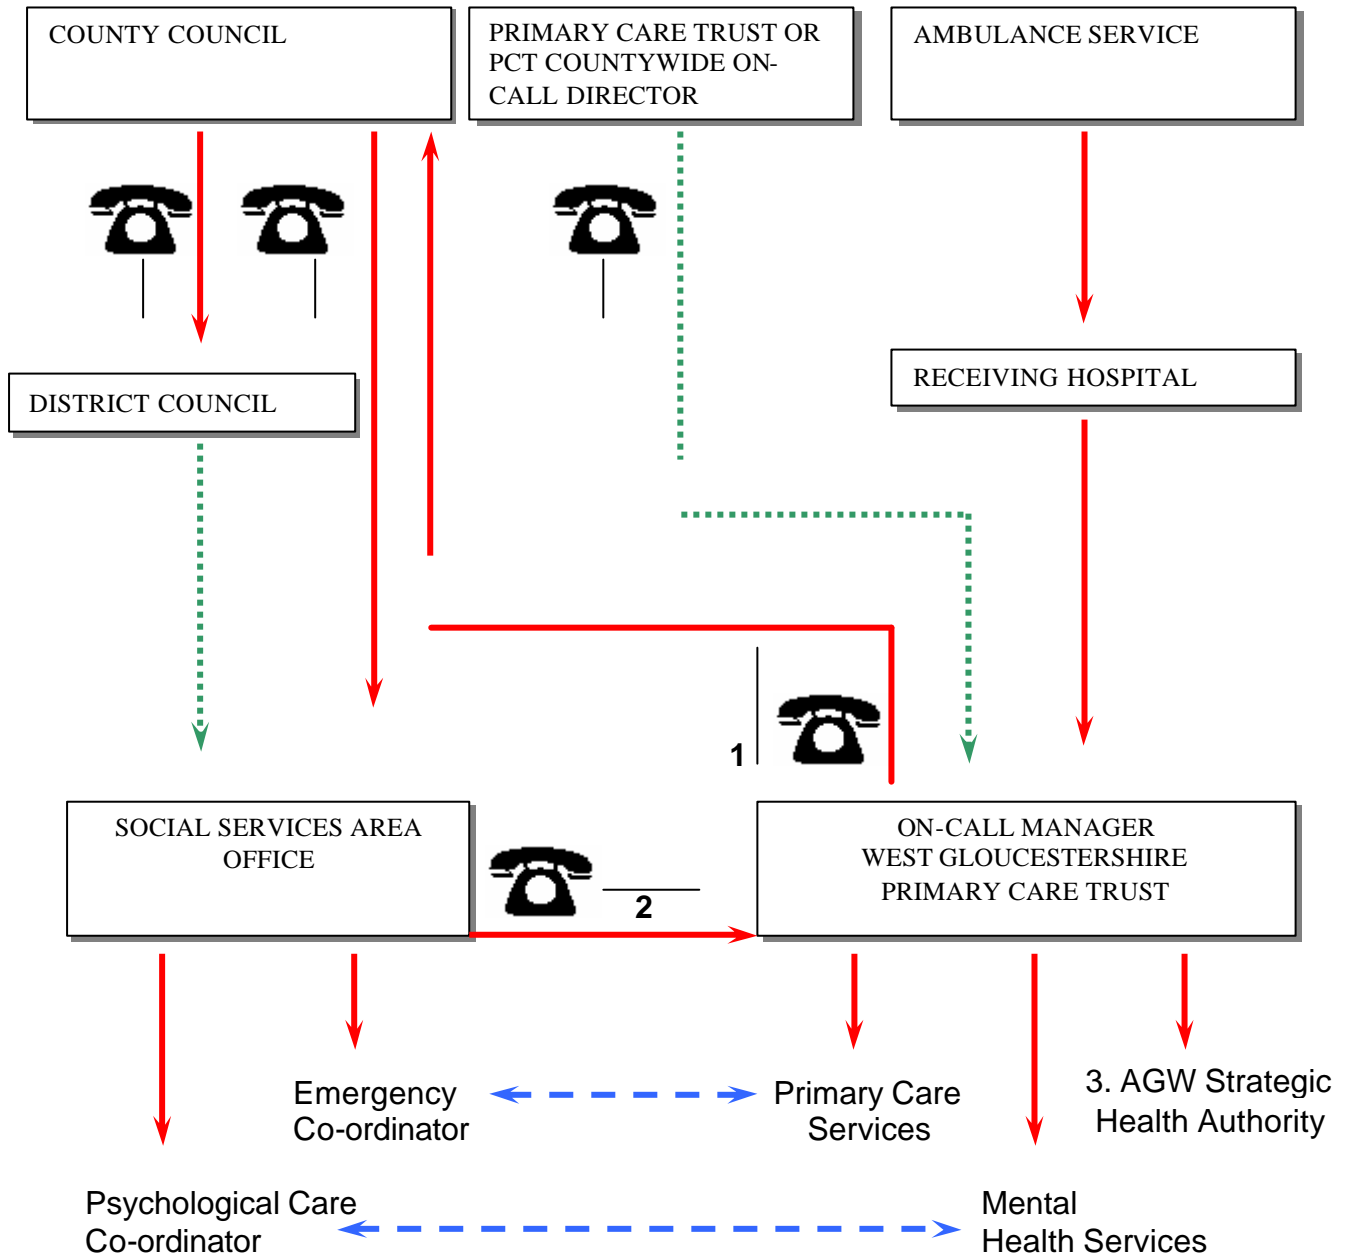 COUNTY COUNCIL
PRIMARY CARE TRUST OR
PCT COUNTYWIDE ON-
CALL DIRECTOR
AMBULANCE SERVICE
DISTRICT COUNCIL
RECEIVING HOSPITAL
1
SOCIAL SERVICES AREA
OFFICE
2
ON-CALL MANAGER
WEST GLOUCESTERSHIRE
PRIMARY CARE TRUST
Emergency
Co-ordinator
Primary Care
Services
3. AGW Strategic
Health Authority
Psychological Care
Co-ordinator
Mental
Health Services